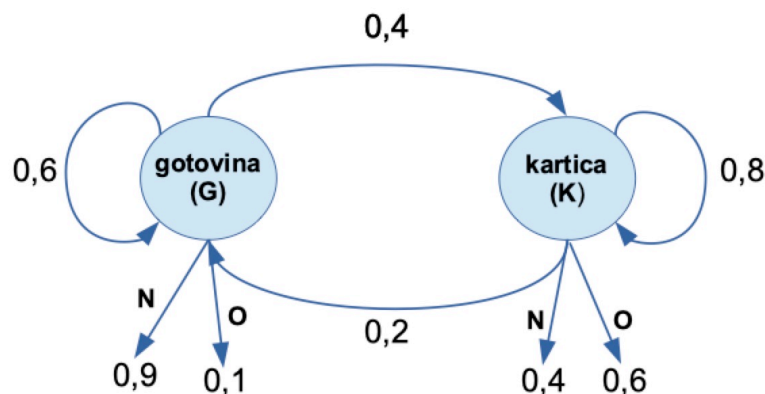 0,4
gotovina
(G)
kartica
(K)
0,6
0,8
N
O
0,2
N
O
0,9
0,1
0,4
0,6